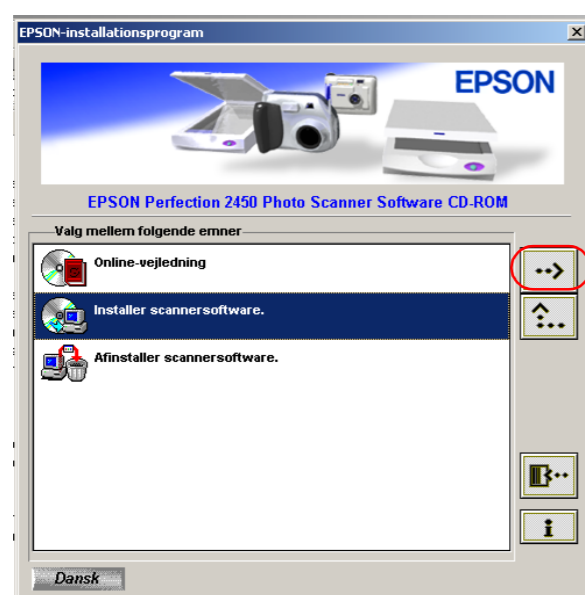 EPSON-installationsprogram
EPSON
EPSON Perfection 2450 Photo Scanner Software CD-ROM
Valg mellem folgende emner
Online-vejledning
Installer scannersoftware.
Afinstaller scannersoftware.
Dansk